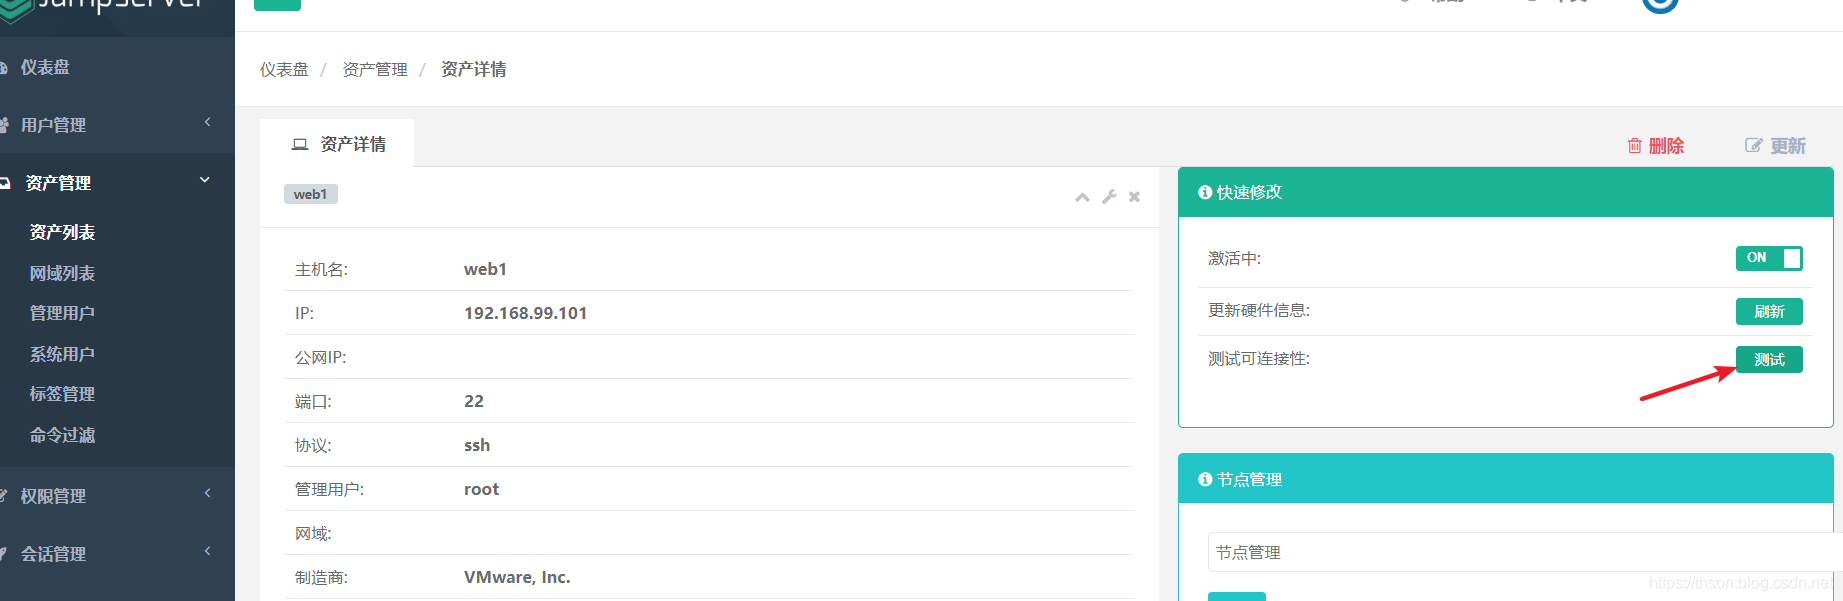 仪表盘
用户管理
资产管理
资产列表
网域列表
管理用户
系统用户
标签管理
命令过滤
权限管理
会话管理
仪表盘 / 资产管理 / 资产详情
资产详情
删除 更新
web1
主机名: web1
IP: 192.168.99.101
公网IP:
端口: 22
协议: ssh
管理用户: root
网域:
制造商: VMware, Inc.
快速修改
激活中: ON
更新硬件信息: 刷新
测试可连接性: 测试
节点管理
节点管理
https://thson.blog.csdn.net